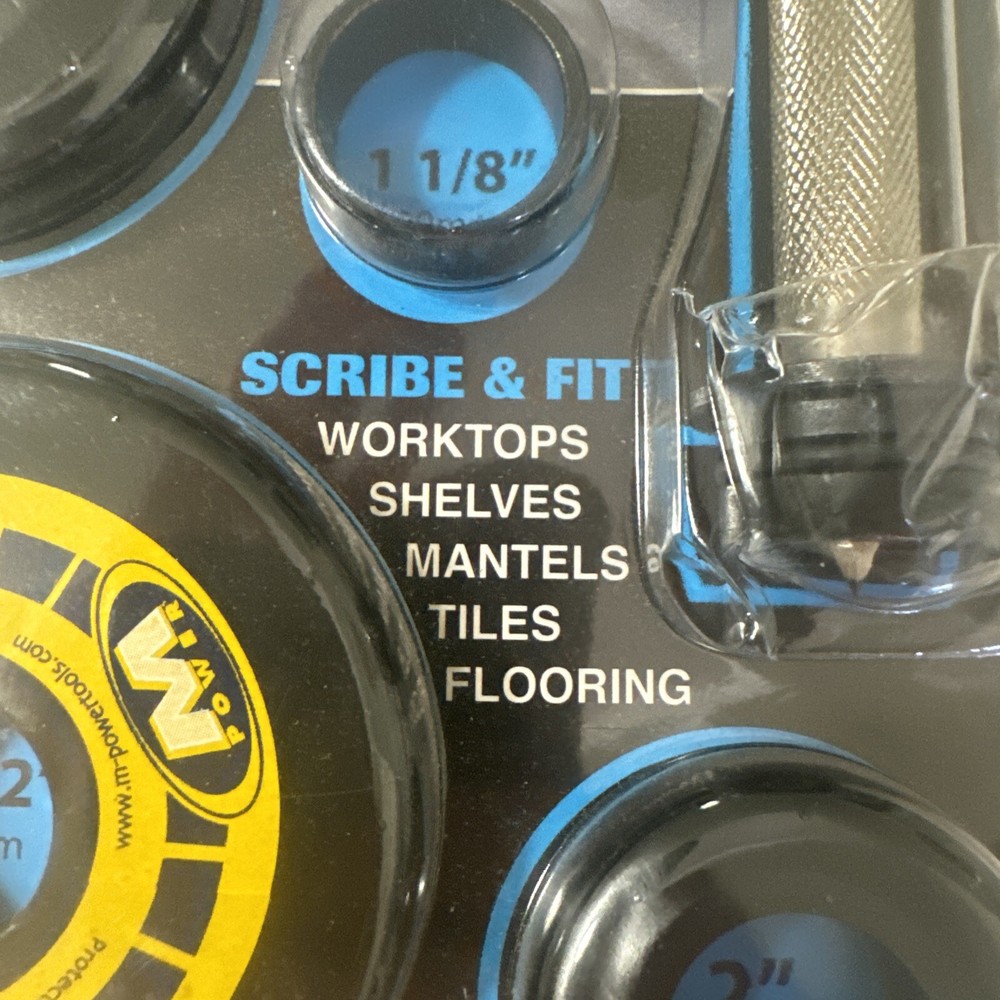 1 1/8"
SCRIBE & FIT
WORKTOPS
SHELVES
MANTELS
TILES
FLOORING
M
POWER
www.m-powertools.com
2"